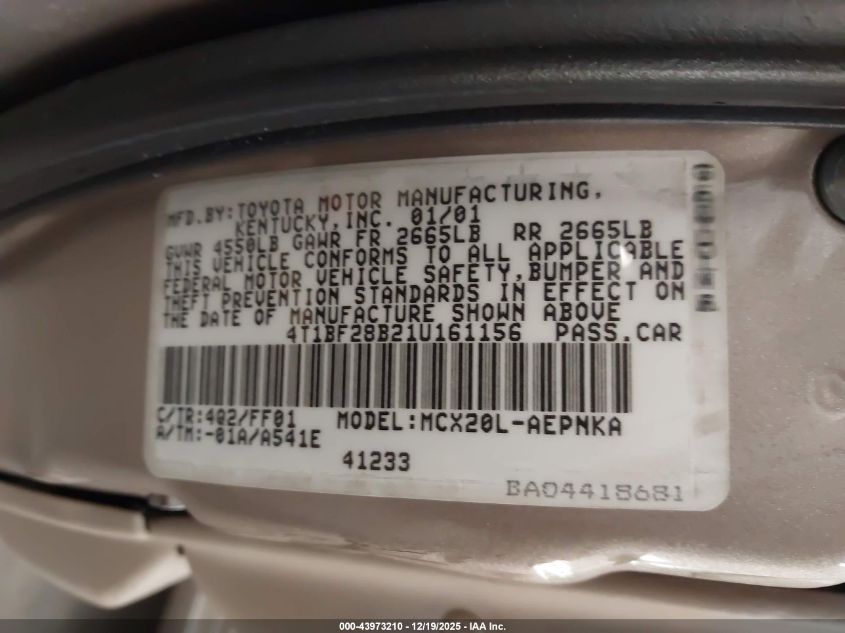 MFD.BY:TOYOTA MOTOR MANUFACTURING,
KENTUCKY,INC. 01/01
GVWR 4550LB GAWR FR 2665LB RR 2665LB
THIS VEHICLE CONFORMS TO ALL APPLICABLE
FEDERAL MOTOR VEHICLE SAFETY,BUMPER AND
THEFT PREVENTION STANDARDS IN EFFECT ON
THE DATE OF MANUFACTURE SHOWN ABOVE
4T1BF28B21U161156 PASS.CAR
C/TR:4Q2/FF01 MODEL:MCX20L-AEPNKA
A/TM:-01A/A541E
41233
BA04418681
000-43973210 - 12/19/2025 - IAA Inc.